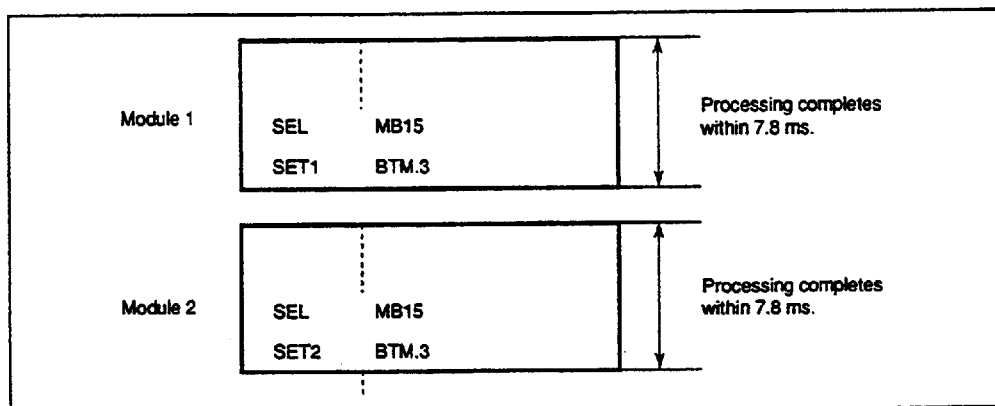 Module 1
SEL MB15
SET1 BTM.3
Processing completes
within 7.8 ms.
Module 2
SEL MB15
SET2 BTM.3
Processing completes
within 7.8 ms.